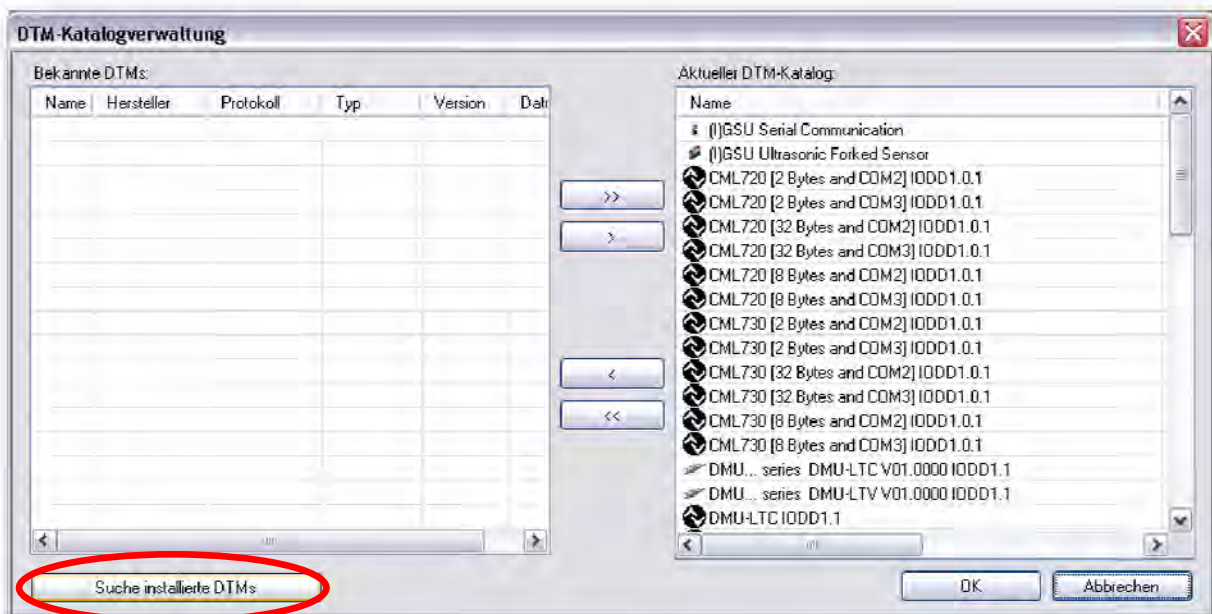 DTM-Katalogverwaltung
Bekannte DTMs:
Name Hersteller Protokoll Typ Version Datr
>>
>
<
<<
Suche installierte DTMs
Aktueller DTM-Katalog:
Name
(I)GSU Serial Communication
(I)GSU Ultrasonic Forked Sensor
CML720 [2 Bytes and COM2] IODD1.0.1
CML720 [2 Bytes and COM3] IODD1.0.1
CML720 [32 Bytes and COM2] IODD1.0.1
CML720 [32 Bytes and COM3] IODD1.0.1
CML720 [8 Bytes and COM2] IODD1.0.1
CML720 [8 Bytes and COM3] IODD1.0.1
CML730 [2 Bytes and COM2] IODD1.0.1
CML730 [2 Bytes and COM3] IODD1.0.1
CML730 [32 Bytes and COM2] IODD1.0.1
CML730 [32 Bytes and COM3] IODD1.0.1
CML730 [8 Bytes and COM2] IODD1.0.1
CML730 [8 Bytes and COM3] IODD1.0.1
DMU... series DMU-LTC V01.0000 IODD1.1
DMU... series DMU-LTV V01.0000 IODD1.1
DMU-LTC IODD1.1
OK
Abbrechen